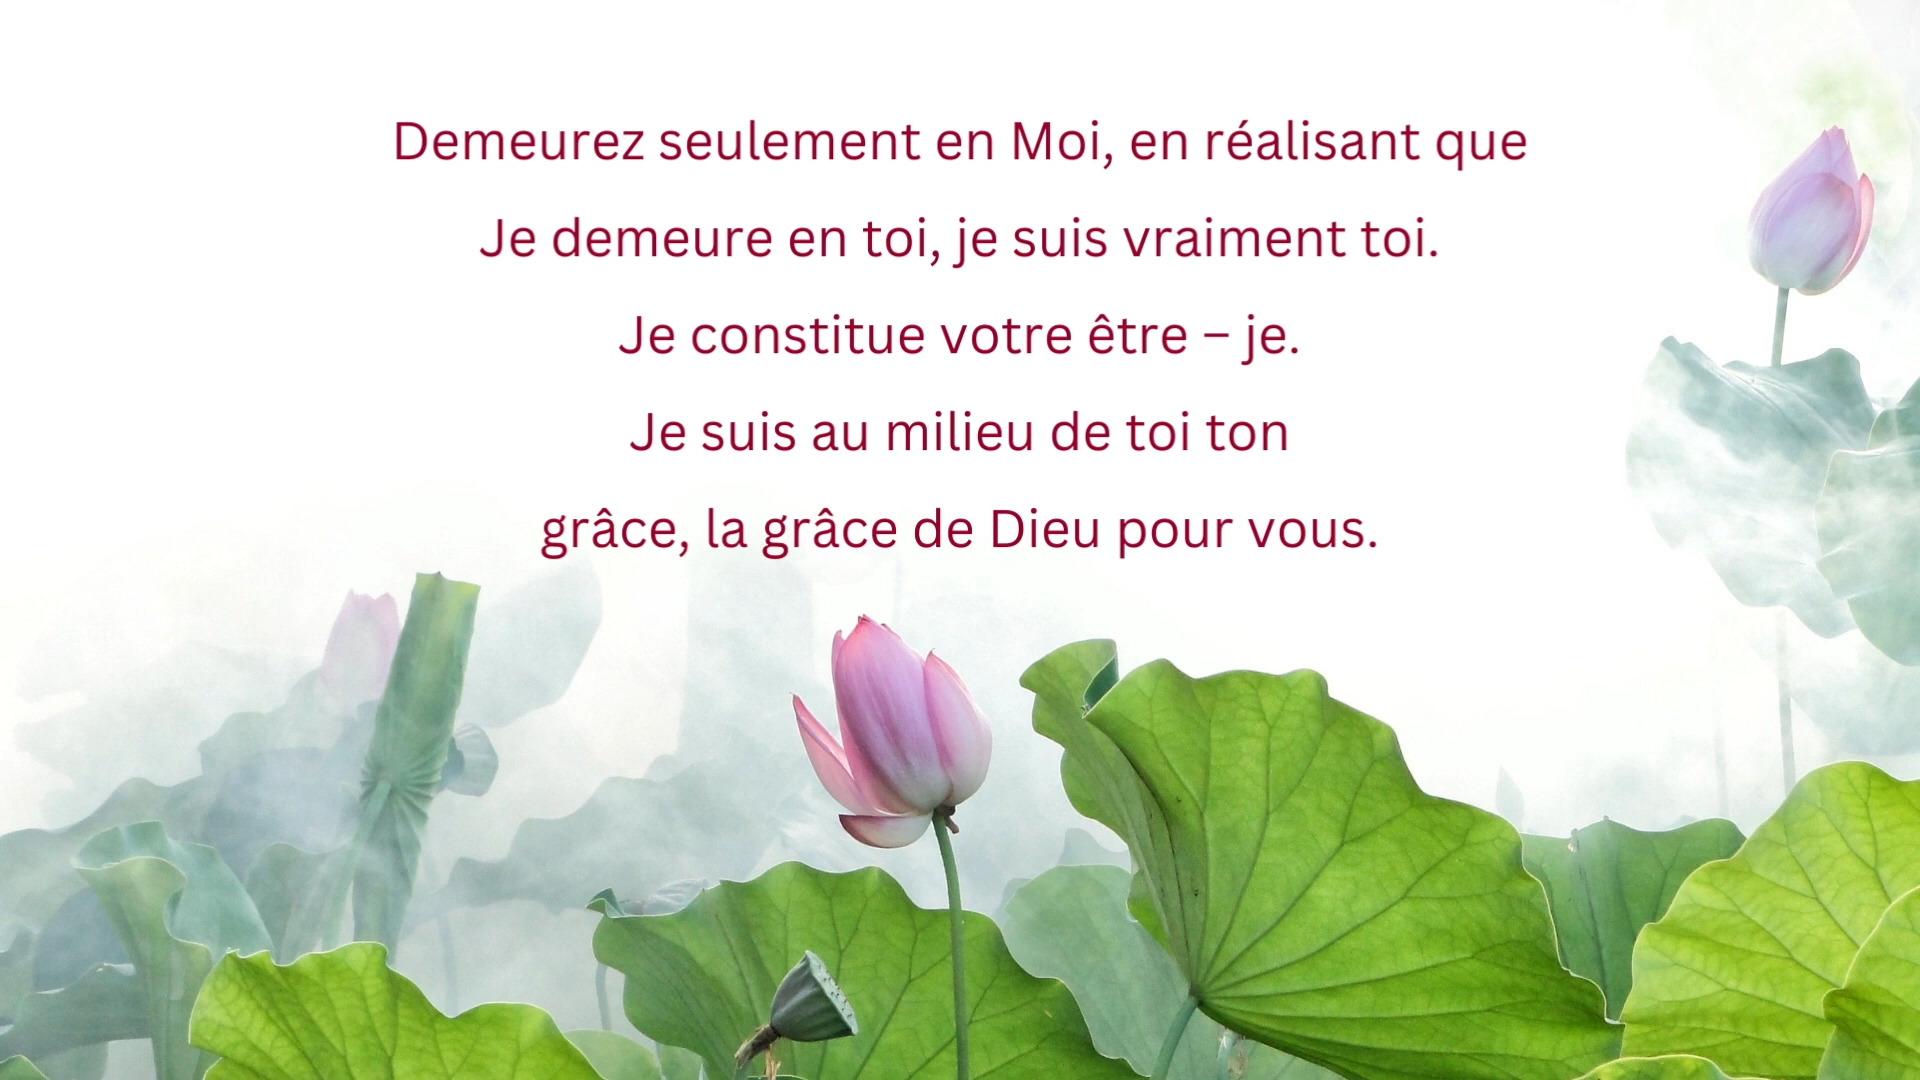 Demeurez seulement en Moi, en réalisant que
Je demeure en toi, je suis vraiment toi.
Je constitue votre être – je.
Je suis au milieu de toi ton
grâce, la grâce de Dieu pour vous.